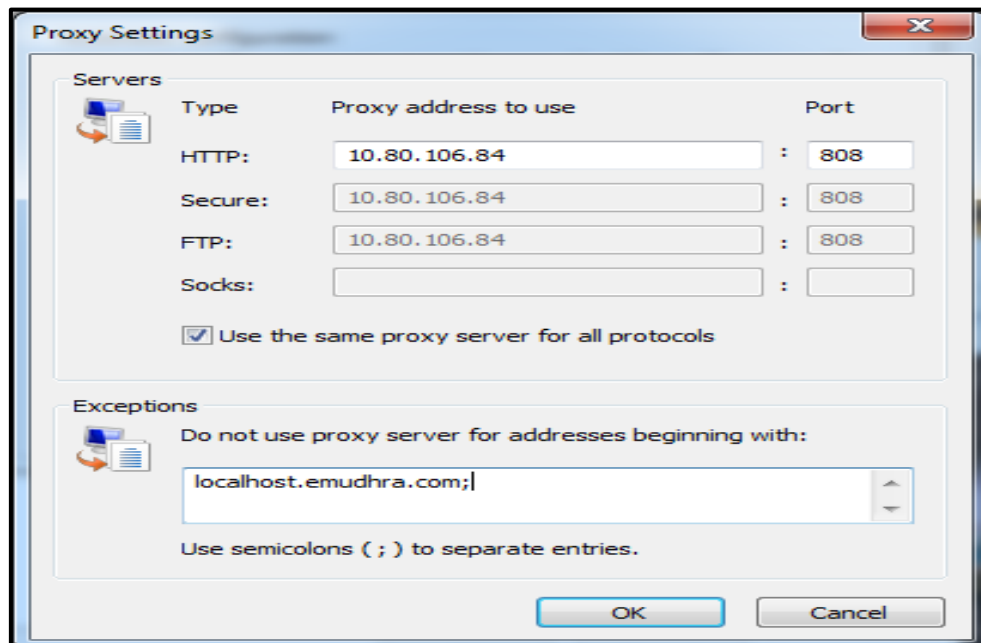 Proxy Settings
Servers
Type Proxy address to use Port
HTTP: 10.80.106.84 : 808
Secure: 10.80.106.84 : 808
FTP: 10.80.106.84 : 808
Socks: :
Use the same proxy server for all protocols
Exceptions
Do not use proxy server for addresses beginning with:
localhost.emudhra.com;
Use semicolons ( ; ) to separate entries.
OK Cancel